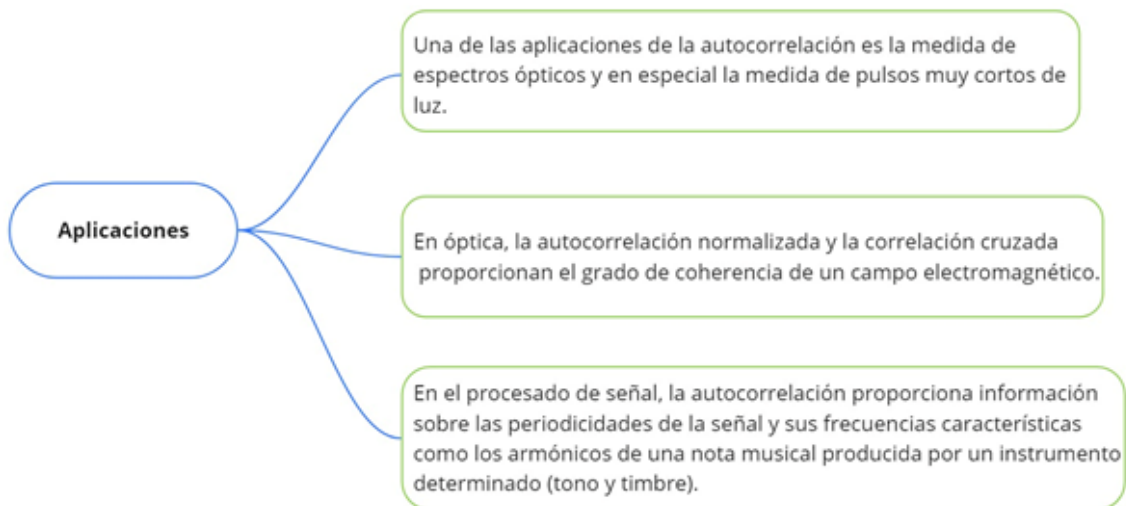 Una de las aplicaciones de la autocorrelación es la medida de
espectros ópticos y en especial la medida de pulsos muy cortos de
luz.
Aplicaciones
En óptica, la autocorrelación normalizada y la correlación cruzada
proporcionan el grado de coherencia de un campo electromagnético.
En el procesado de señal, la autocorrelación proporciona información
sobre las periodicidades de la señal y sus frecuencias características
como los armónicos de una nota musical producida por un instrumento
determinado (tono y timbre).